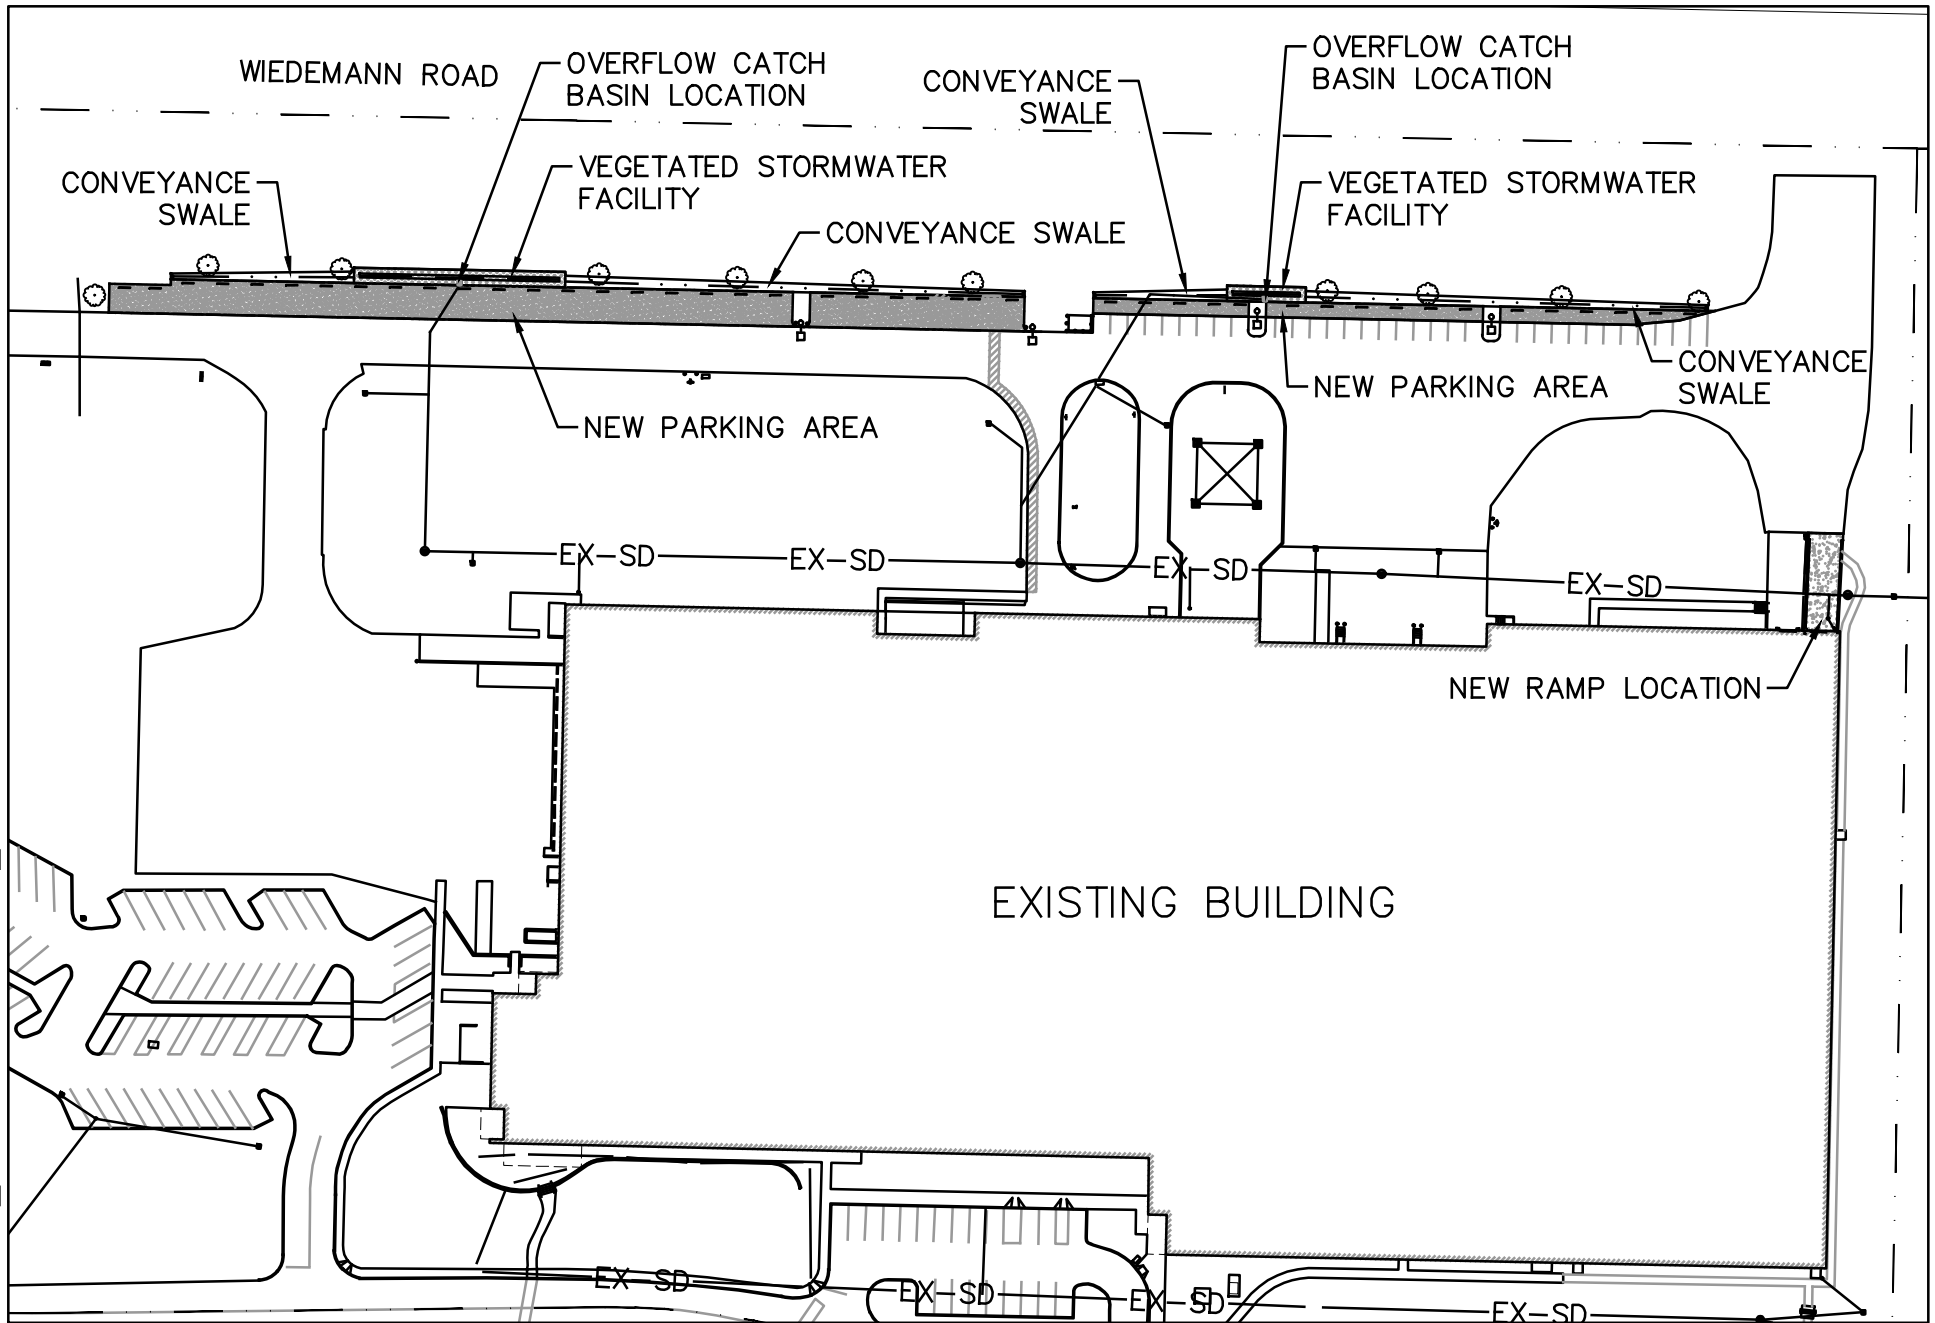 WIEDEMANN ROAD
OVERFLOW CATCH
BASIN LOCATION
CONVEYANCE
SWALE
OVERFLOW CATCH
BASIN LOCATION
CONVEYANCE
SWALE
VEGETATED STORMWATER
FACILITY
CONVEYANCE SWALE
VEGETATED STORMWATER
FACILITY
NEW PARKING AREA
NEW PARKING AREA
CONVEYANCE
SWALE
EX-SD
EX-SD
EX-SD
EX-SD
NEW RAMP LOCATION
EXISTING BUILDING
EX-SD
EX-SD
EX-SD
EX-SD